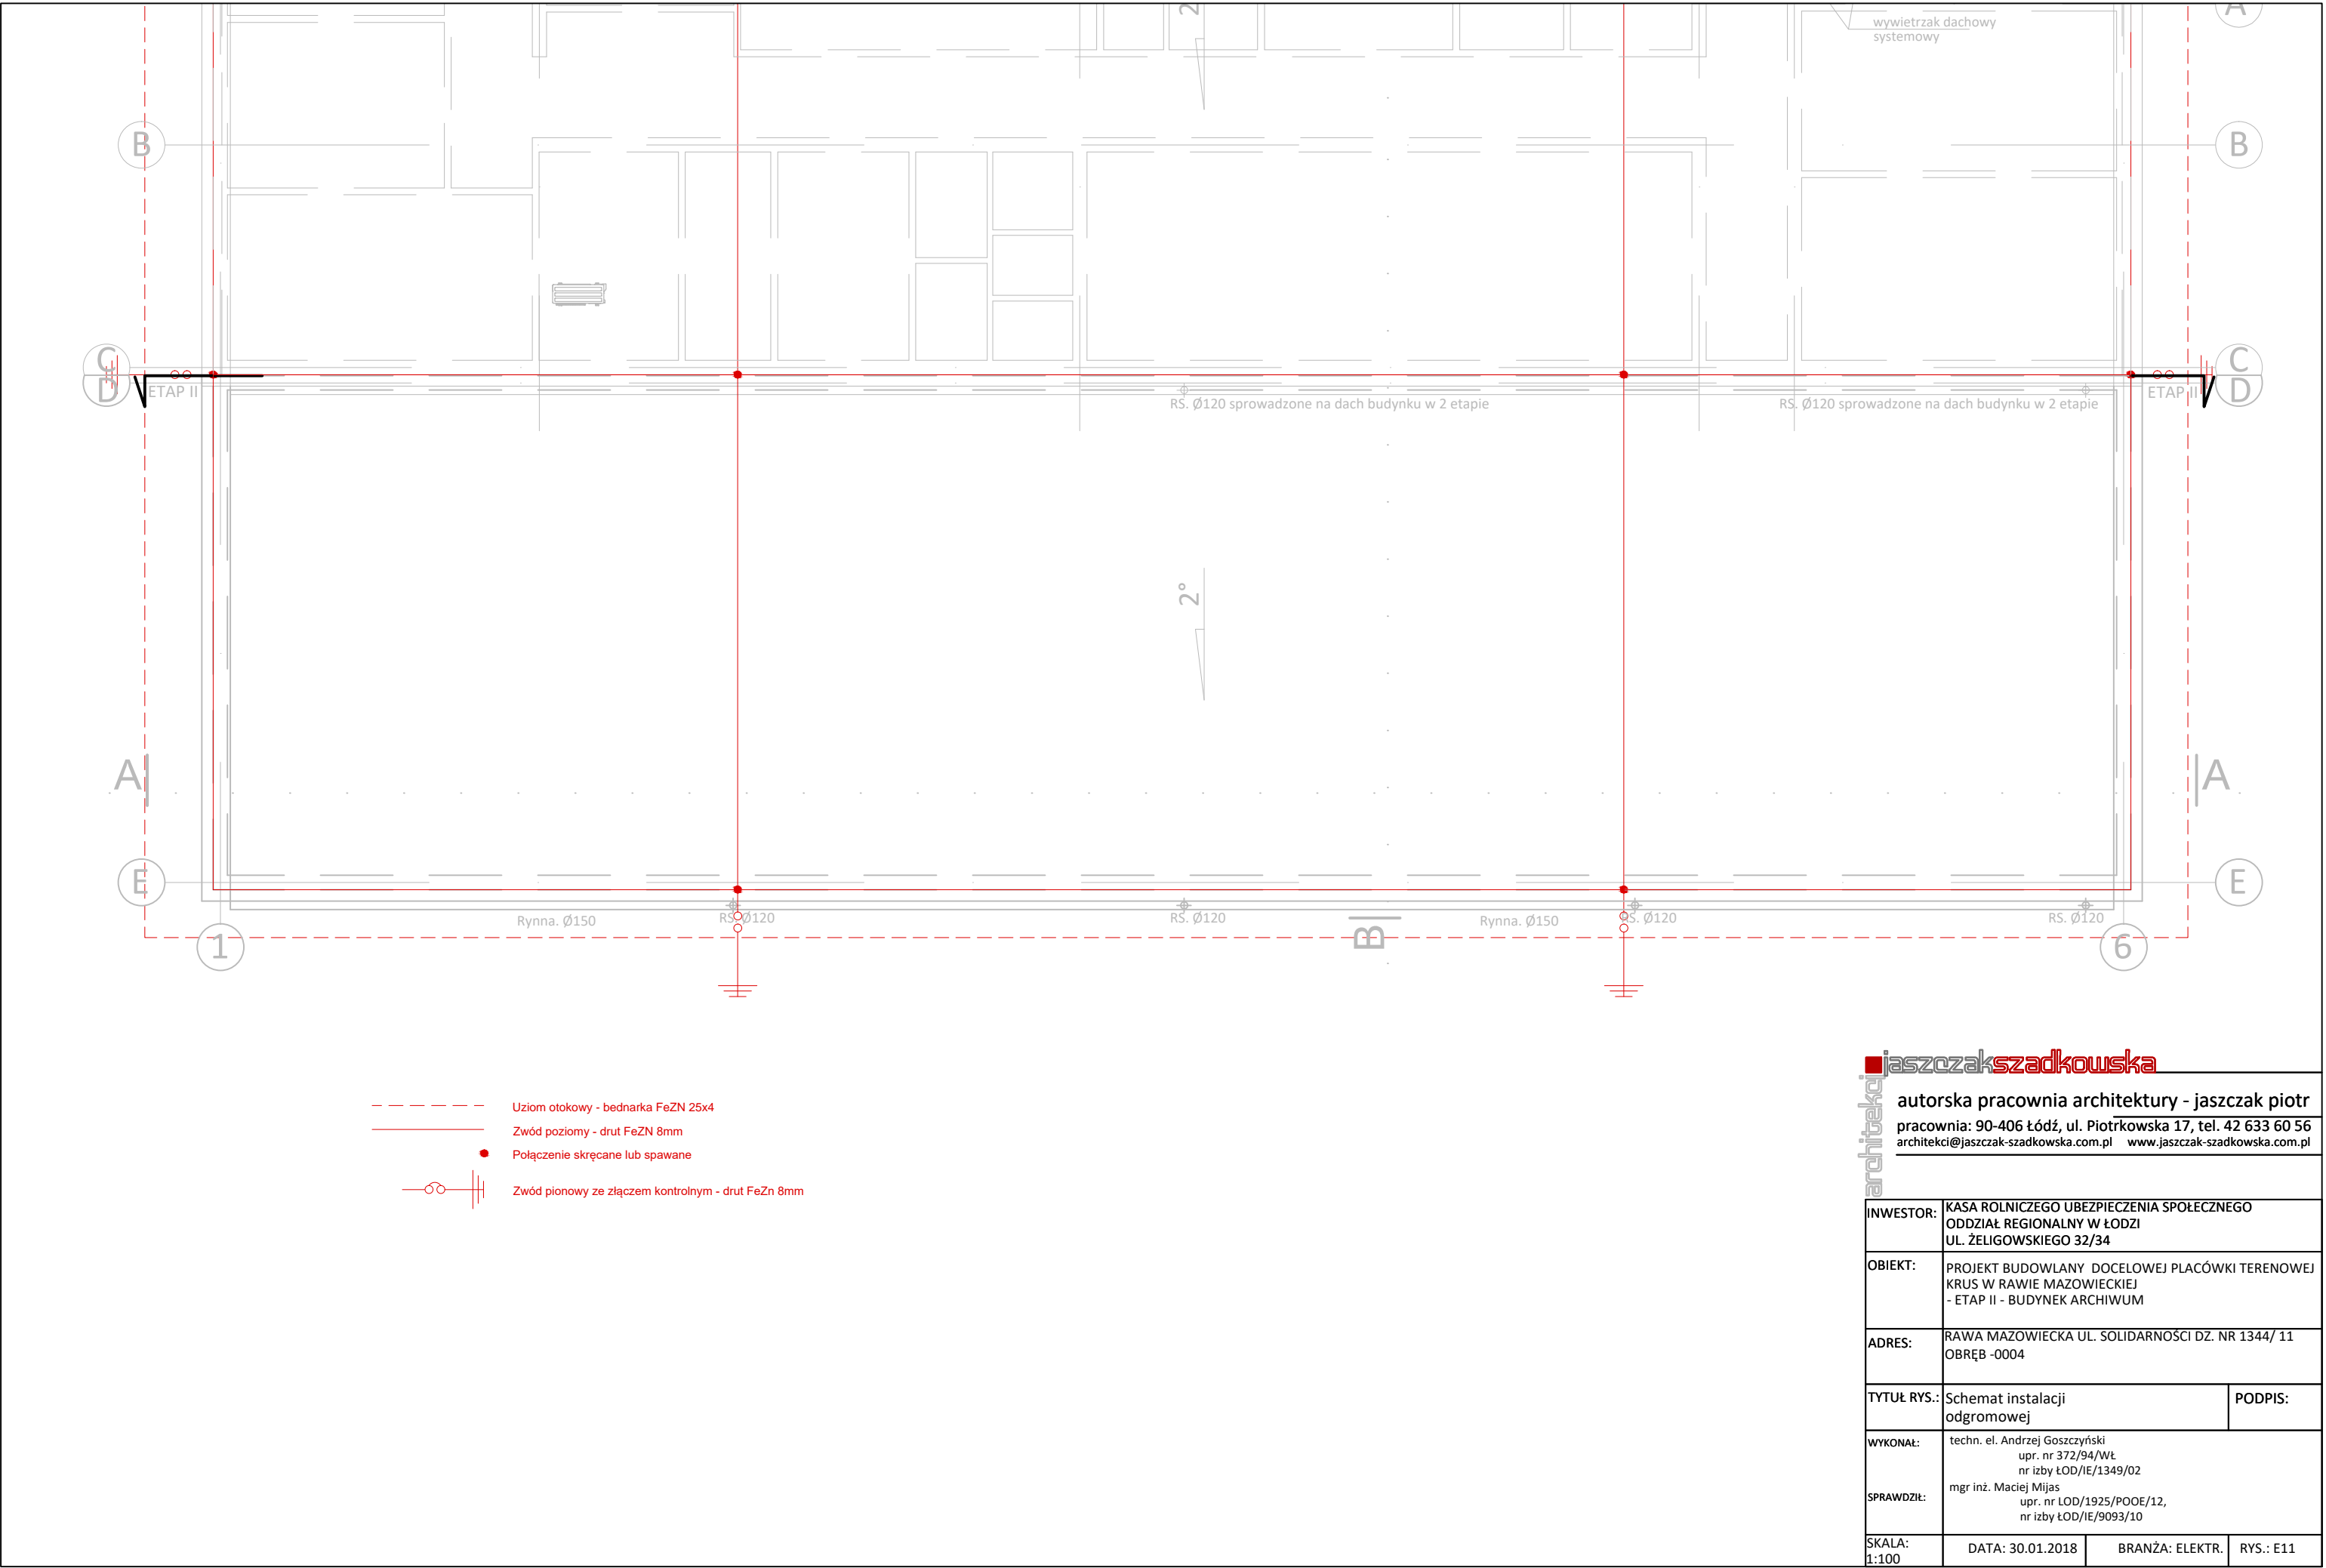 2°
wywietrzak dachowy
systemowy
A
B
B
C
D
ETAP II
RS. Ø120 sprowadzone na dach budynku w 2 etapie
RS. Ø120 sprowadzone na dach budynku w 2 etapie
ETAP II
C
D
2°
A
A
E
E
Rynna. Ø150
RS. Ø120
RS. Ø120
Rynna. Ø150
RS. Ø120
RS. Ø120
B
1
6
Uziom otokowy - bednarka FeZN 25x4
Zwód poziomy - drut FeZN 8mm
Połączenie skręcane lub spawane
Zwód pionowy ze złączem kontrolnym - drut FeZn 8mm
jaszczakszadkowska
architekci
autorska pracownia architektury - jaszczak piotr
pracownia: 90-406 Łódź, ul. Piotrkowska 17, tel. 42 633 60 56
architekci@jaszczak-szadkowska.com.pl www.jaszczak-szadkowska.com.pl
INWESTOR: KASA ROLNICZEGO UBEZPIECZENIA SPOŁECZNEGO
ODDZIAŁ REGIONALNY W ŁODZI
UL. ŻELIGOWSKIEGO 32/34
OBIEKT: PROJEKT BUDOWLANY DOCELOWEJ PLACÓWKI TERENOWEJ
KRUS W RAWIE MAZOWIECKIEJ
- ETAP II - BUDYNEK ARCHIWUM
ADRES: RAWA MAZOWIECKA UL. SOLIDARNOŚCI DZ. NR 1344/ 11
OBRĘB -0004
TYTUŁ RYS.: Schemat instalacji
odgromowej
PODPIS:
WYKONAŁ: techn. el. Andrzej Goszczyński
upr. nr 372/94/WŁ
nr izby ŁOD/IE/1349/02
SPRAWDZIŁ: mgr inż. Maciej Mijas
upr. nr LOD/1925/POOE/12,
nr izby ŁOD/IE/9093/10
SKALA:
1:100
DATA: 30.01.2018
BRANŻA: ELEKTR.
RYS.: E11